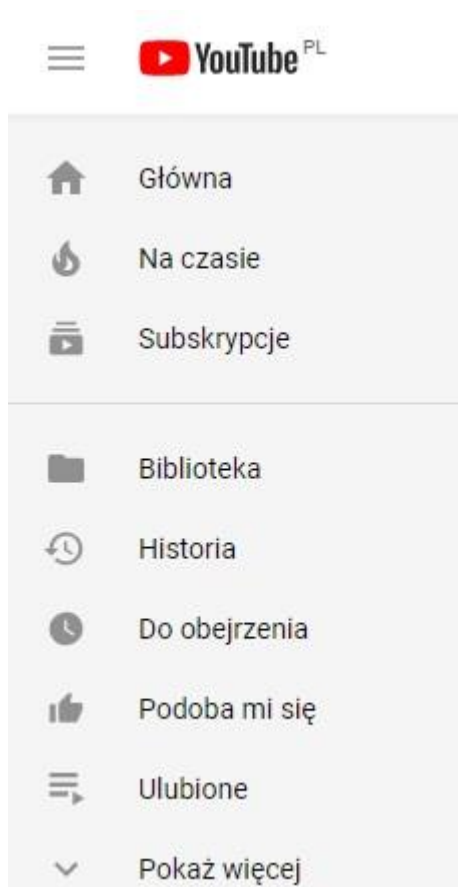 YouTube PL
Główna
Na czasie
Subskrypcje
Biblioteka
Historia
Do obejrzenia
Podoba mi się
Ulubione
Pokaż więcej